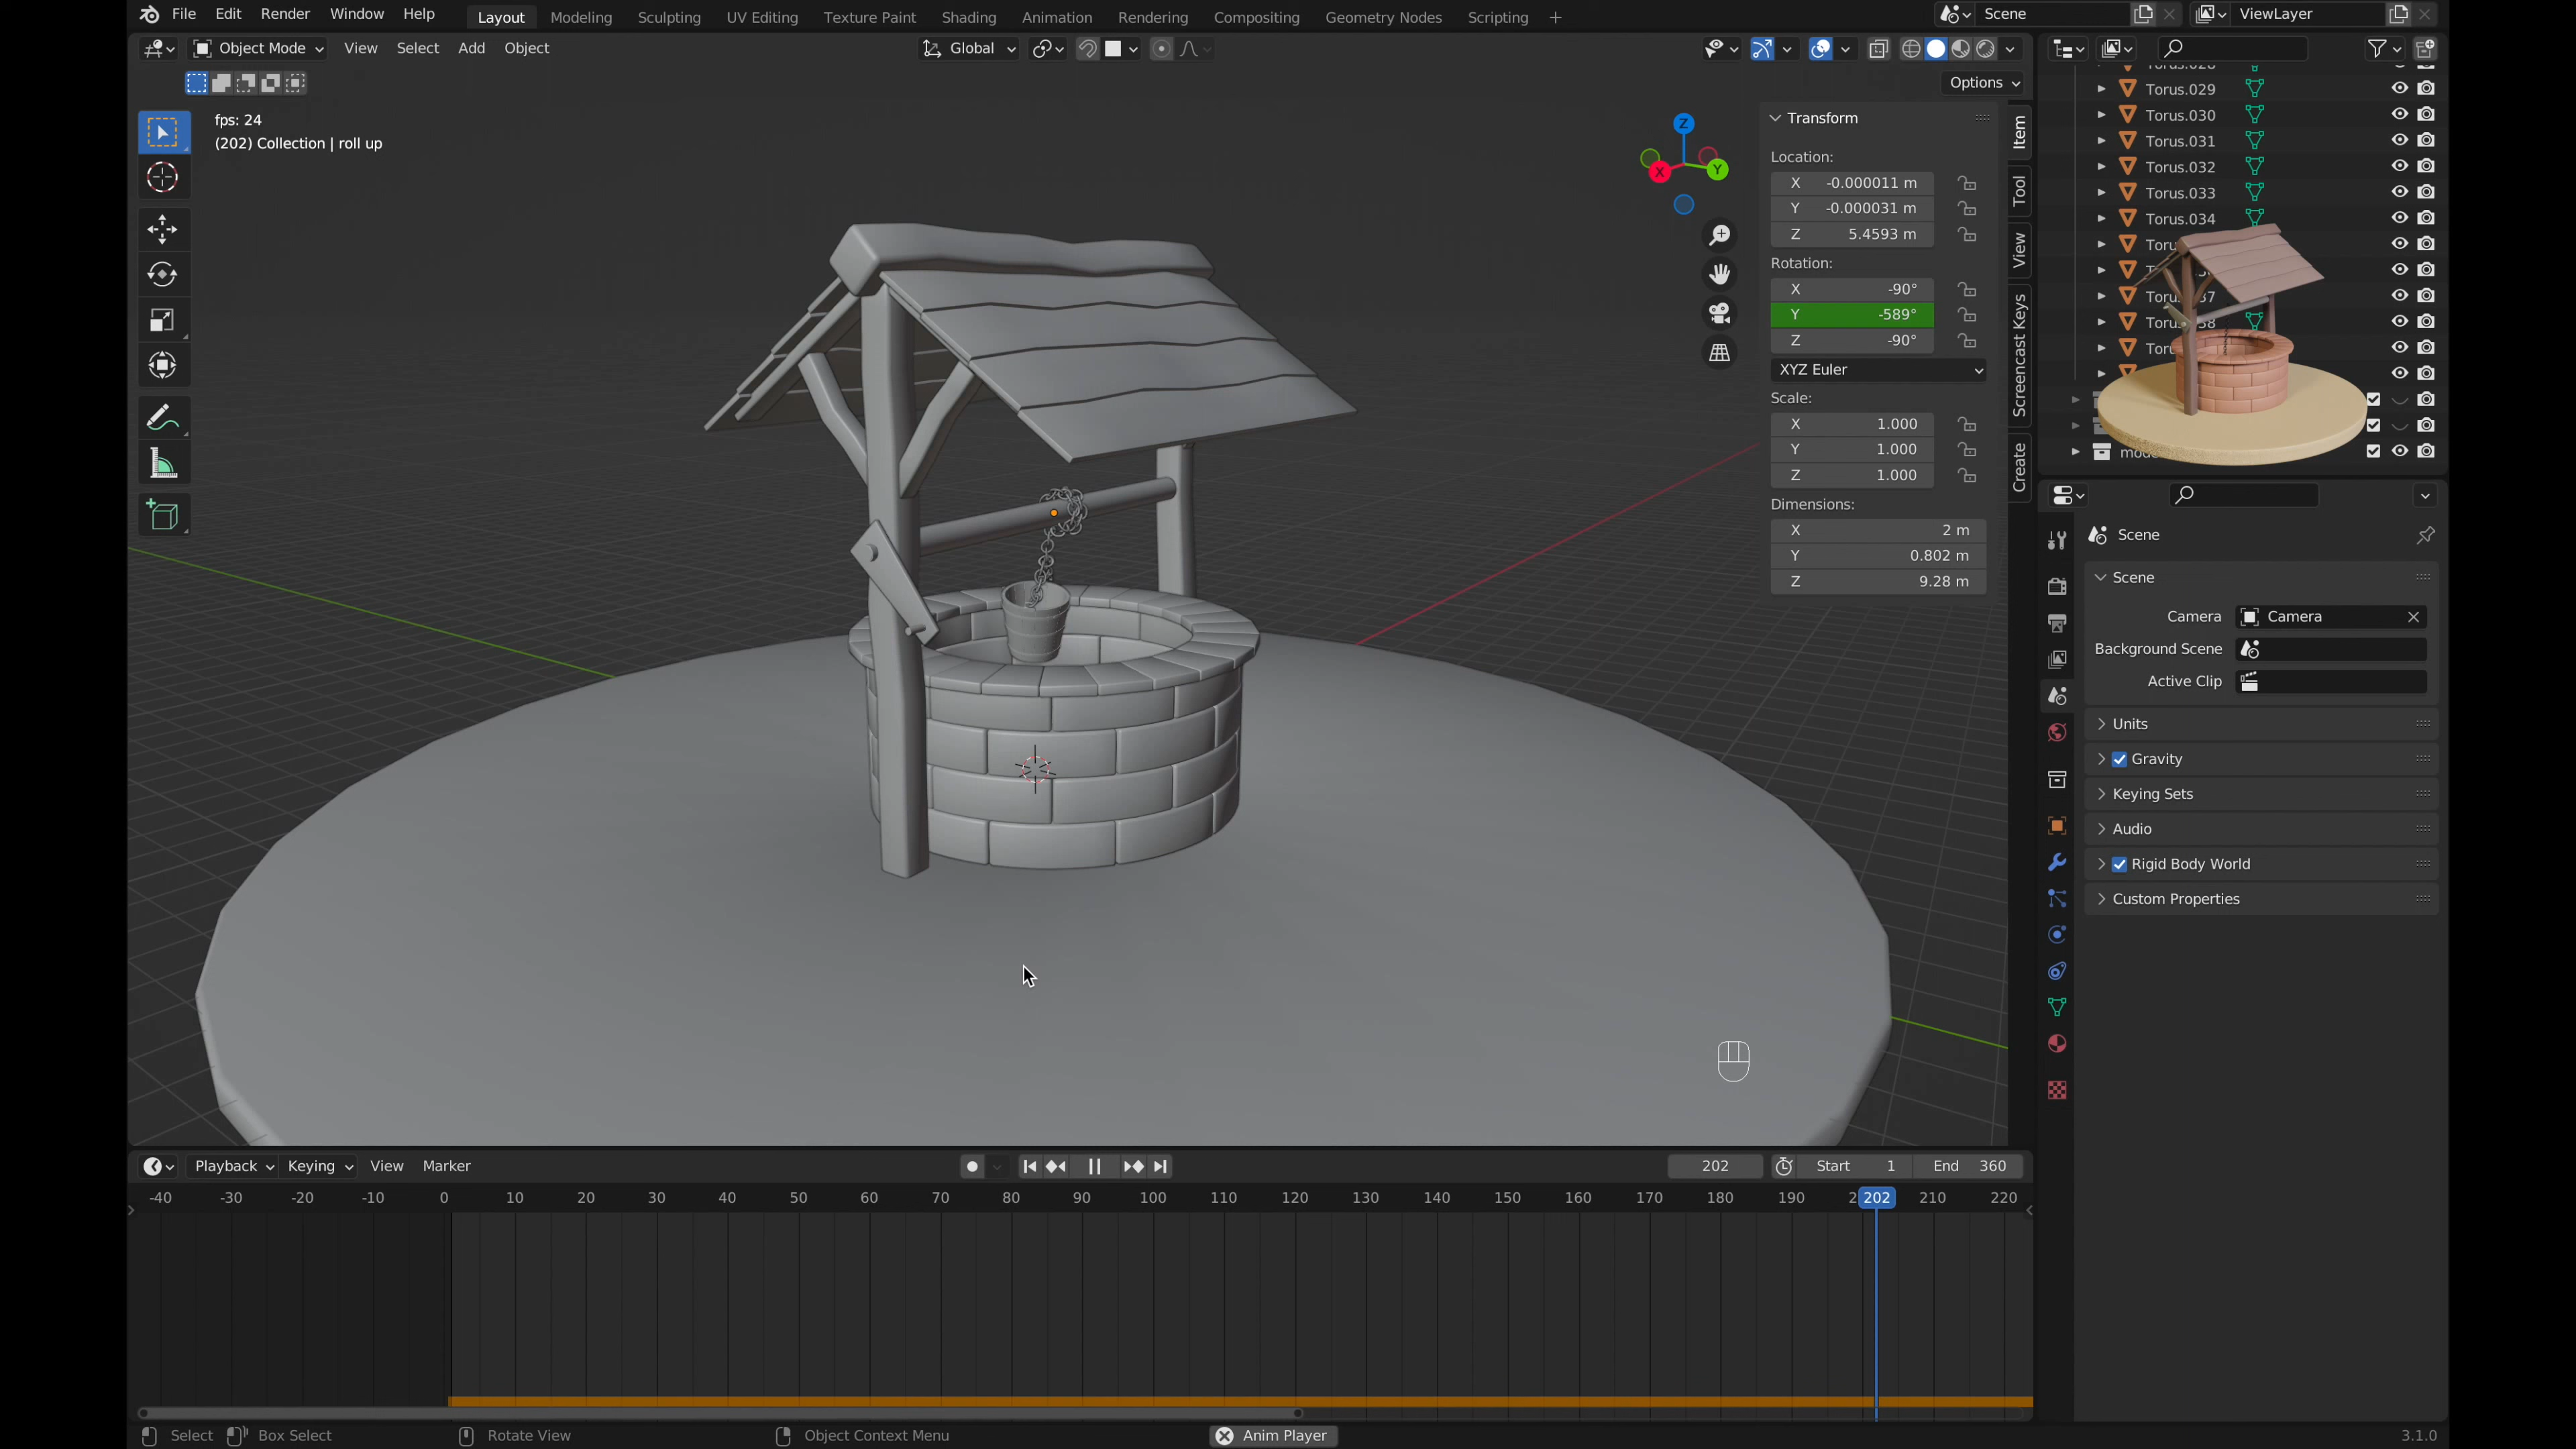 File Edit Render Window Help Layout Modeling Sculpting UV Editing Texture Paint Shading Animation Rendering Compositing Geometry Nodes Scripting + Scene ViewLayer
Object Mode View Select Add Object Global
Options
fps: 24
(202) Collection | roll up
Z
Y
X
Transform
Location:
X -0.000011 m
Y -0.000031 m
Z 5.4593 m
Rotation:
X -90°
Y -589°
Z -90°
XYZ Euler
Scale:
X 1.000
Y 1.000
Z 1.000
Dimensions:
X 2 m
Y 0.802 m
Z 9.28 m
Item
Tool
View
Screencast Keys
Create
Torus.029
Torus.030
Torus.031
Torus.032
Torus.033
Torus.034
Scene
Scene
Camera Camera
Background Scene
Active Clip
Units
Gravity
Keying Sets
Audio
Rigid Body World
Custom Properties
Playback Keying View Marker 202 Start 1 End 360
-40 -30 -20 -10 0 10 20 30 40 50 60 70 80 90 100 110 120 130 140 150 160 170 180 190 202 210 220
Select Box Select Rotate View Object Context Menu Anim Player 3.1.0